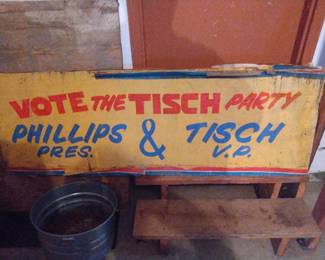 VOTE THE TISCH PARTY
PHILLIPS & TISCH
PRES. V.P.